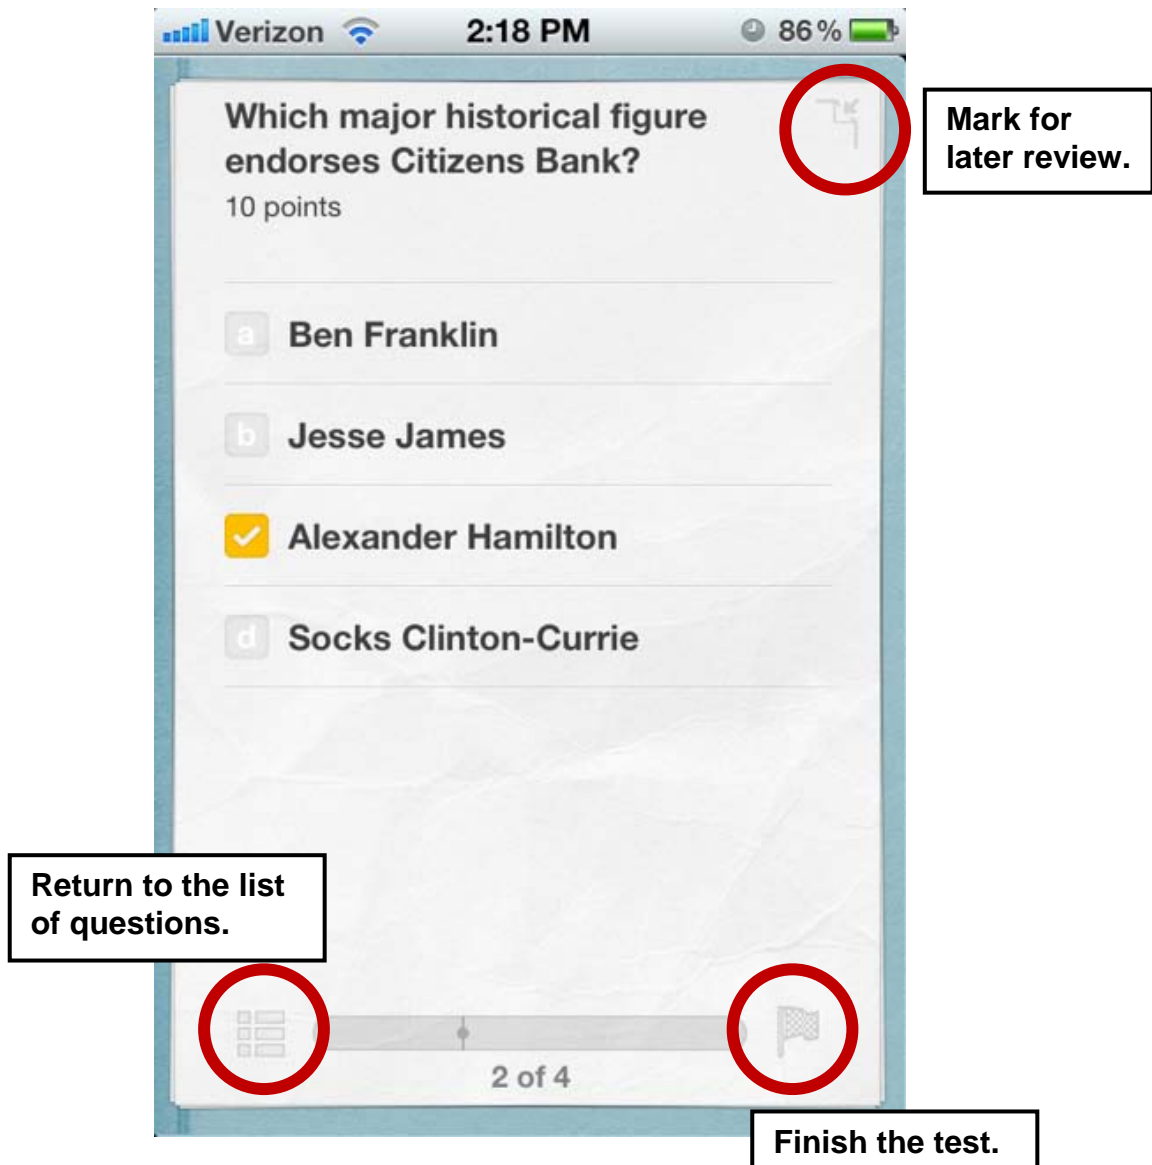 Verizon 2:18 PM 86%
Which major historical figure
endorses Citizens Bank?
10 points
Mark for
later review.
a Ben Franklin
b Jesse James
Alexander Hamilton
d Socks Clinton-Currie
Return to the list
of questions.
2 of 4
Finish the test.